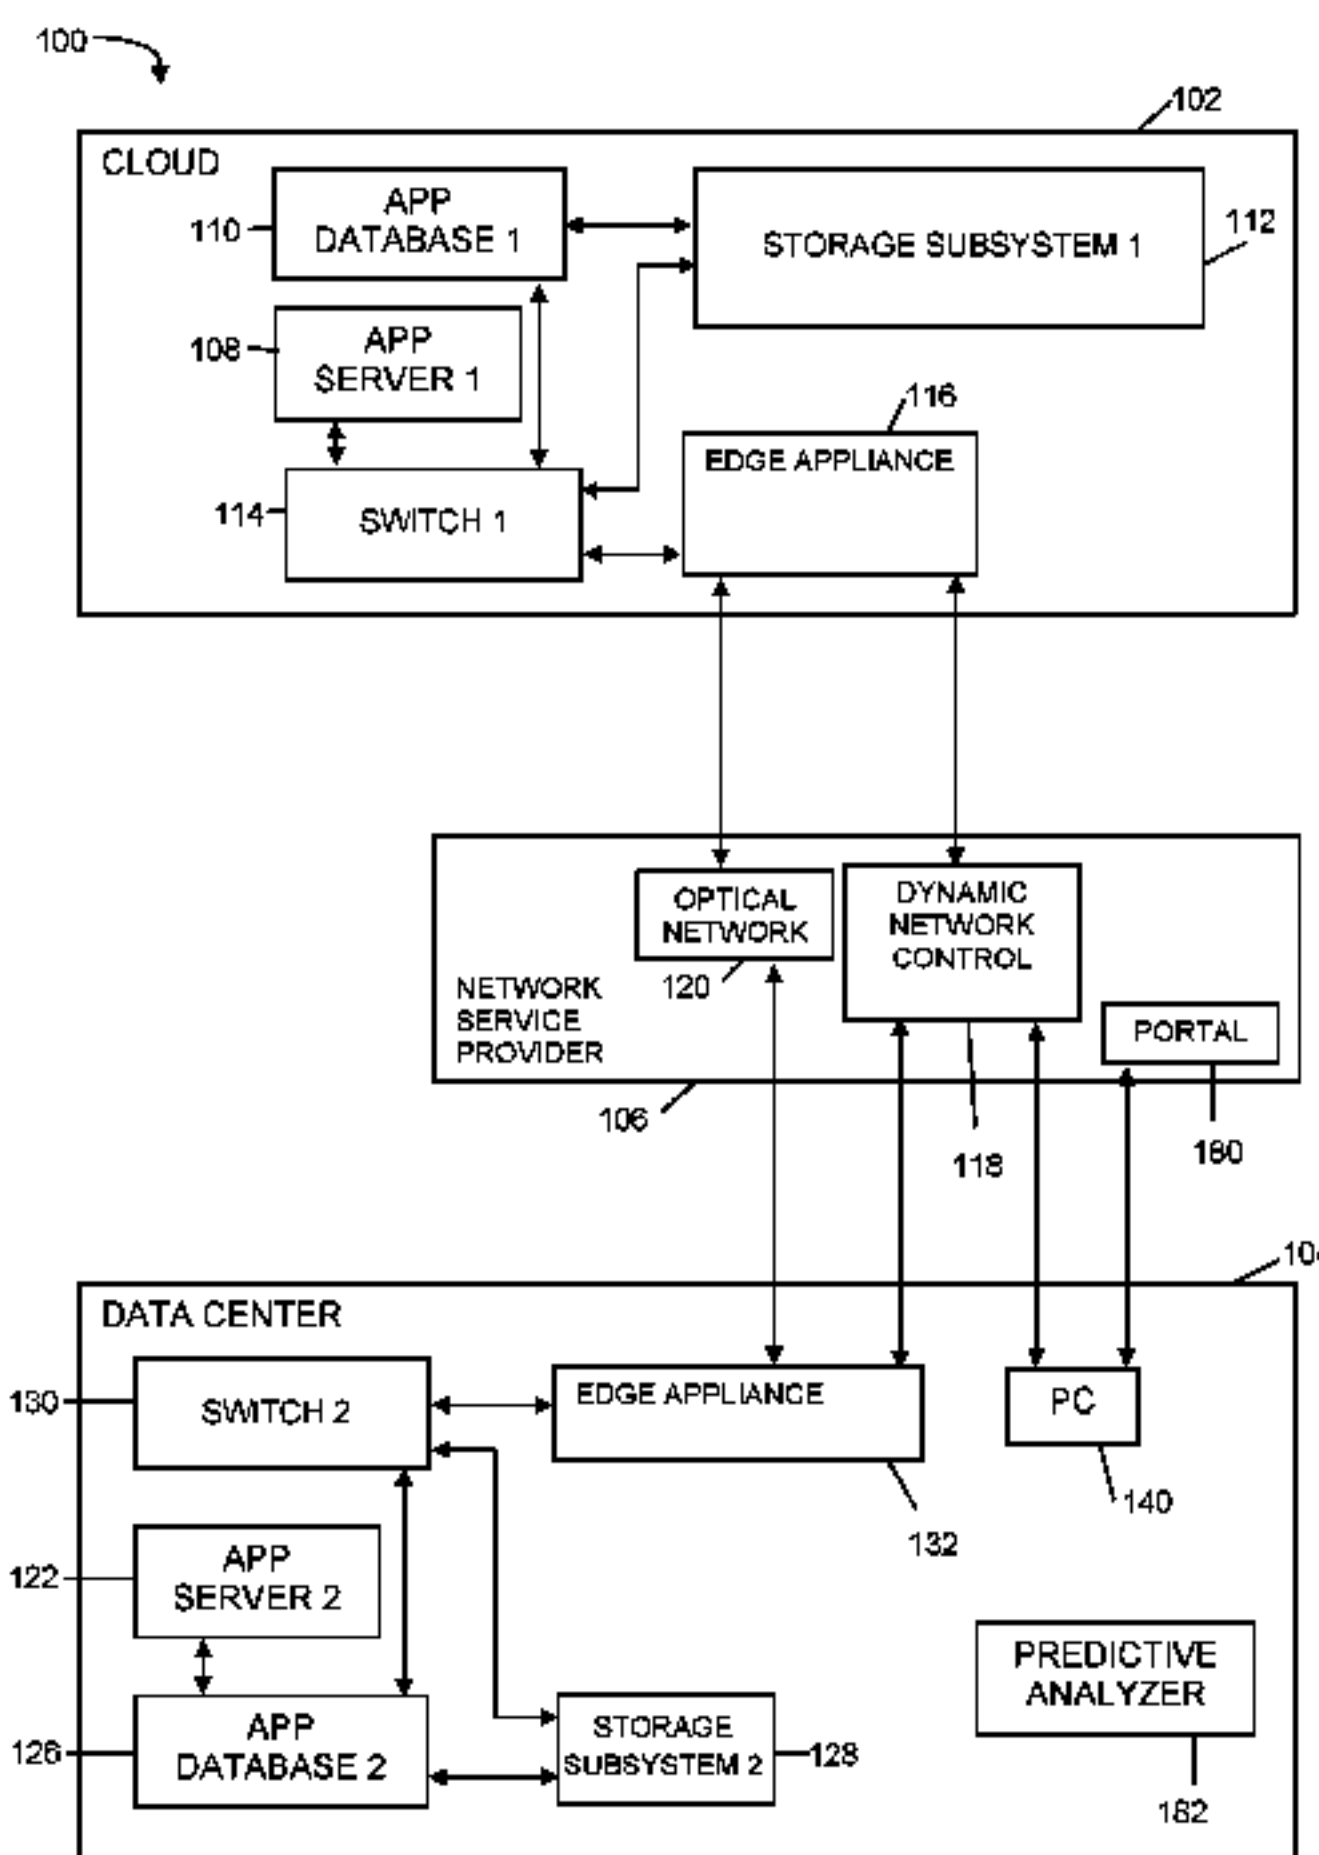 100
102
CLOUD
APP
DATABASE 1
110
STORAGE SUBSYSTEM 1
112
APP
SERVER 1
108
116
EDGE APPLIANCE
114
SWITCH 1
OPTICAL
NETWORK
120
DYNAMIC
NETWORK
CONTROL
NETWORK
SERVICE
PROVIDER
PORTAL
106
118
180
DATA CENTER
130
SWITCH 2
EDGE APPLIANCE
PC
140
132
122
APP
SERVER 2
PREDICTIVE
ANALYZER
126
APP
DATABASE 2
STORAGE
SUBSYSTEM 2
128
182